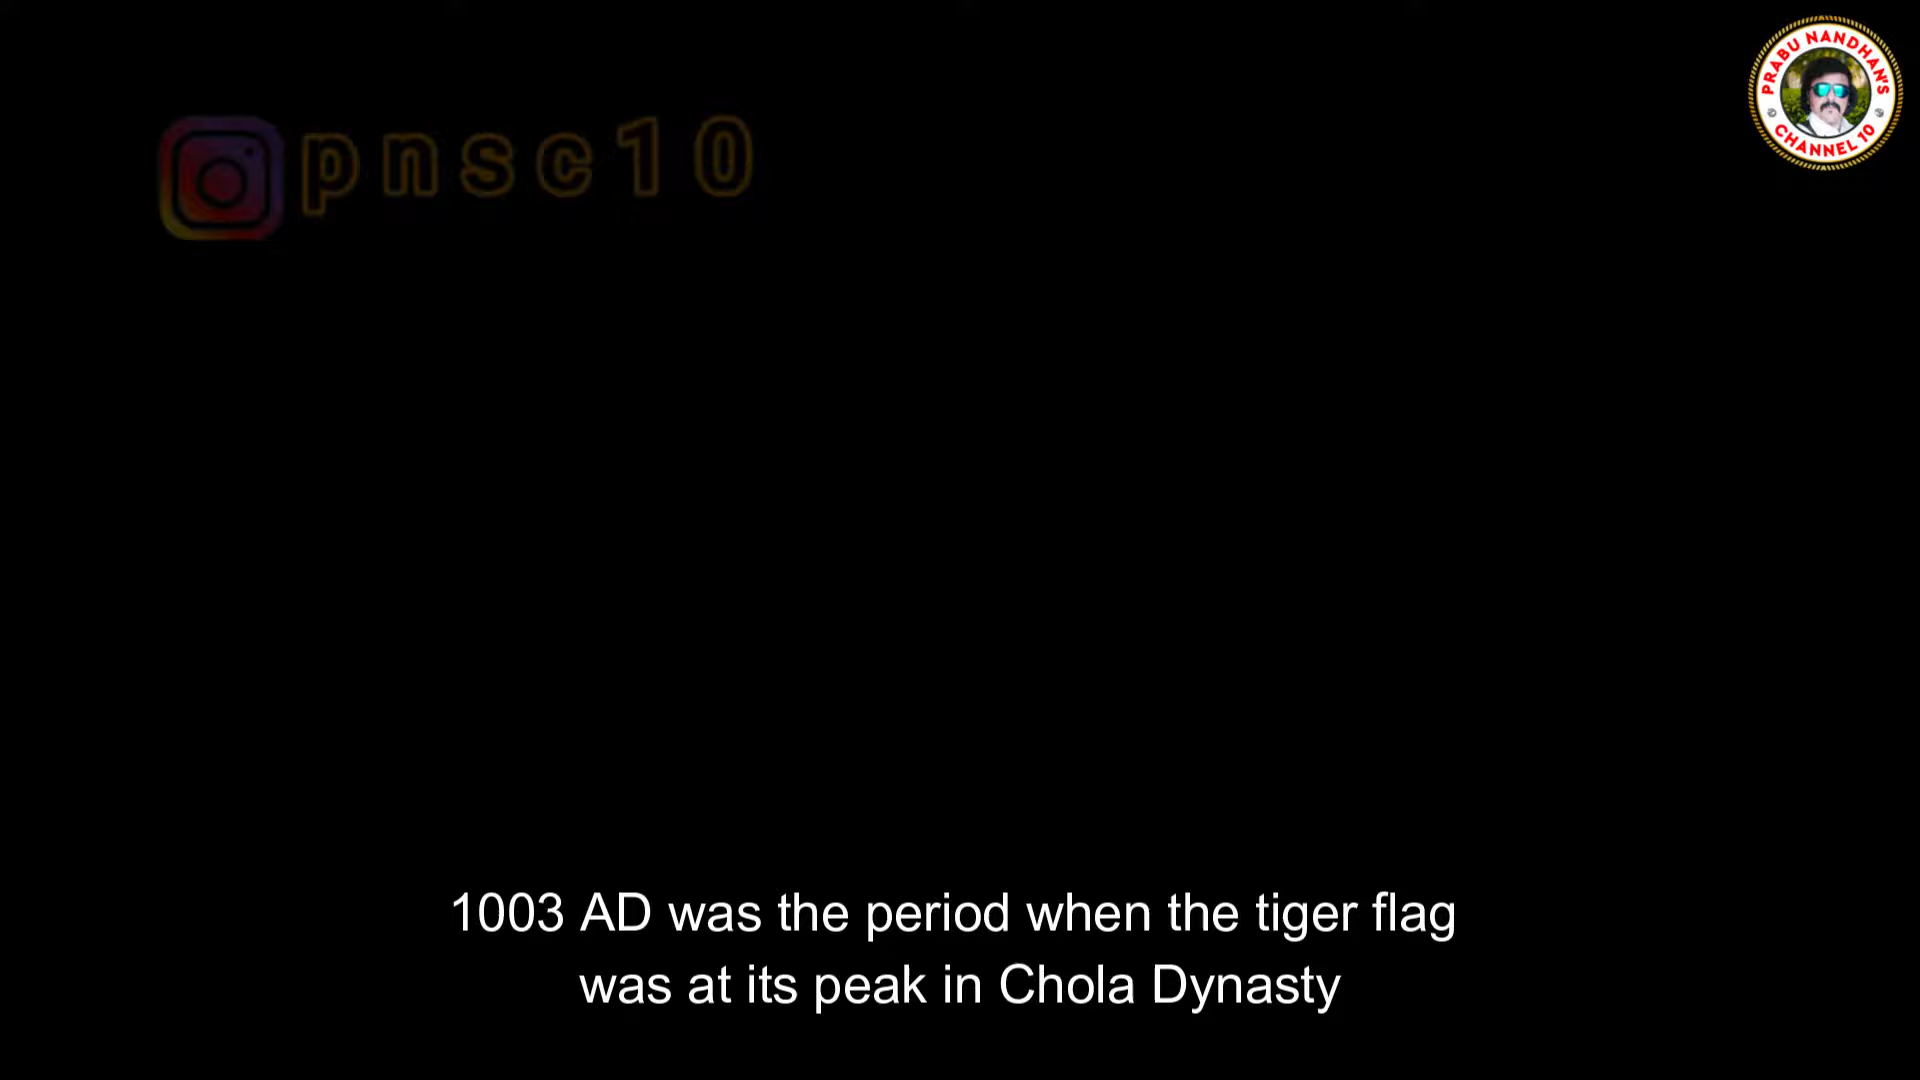 PRABU NANDHAN'S
CHANNEL 10
pnsc10
1003 AD was the period when the tiger flag
was at its peak in Chola Dynasty